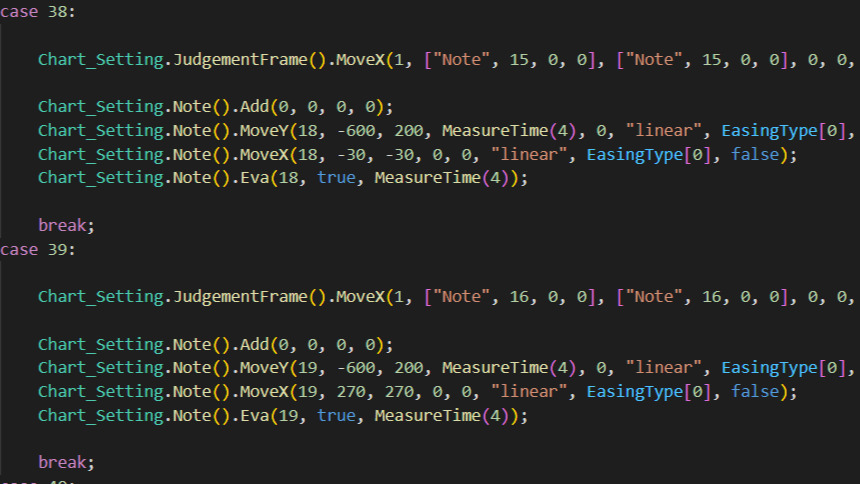 case 38:
Chart_Setting.JudgementFrame().MoveX(1, ["Note", 15, 0, 0], ["Note", 15, 0, 0], 0, 0,
Chart_Setting.Note().Add(0, 0, 0, 0);
Chart_Setting.Note().MoveY(18, -600, 200, MeasureTime(4), 0, "linear", EasingType[0],
Chart_Setting.Note().MoveX(18, -30, -30, 0, 0, "linear", EasingType[0], false);
Chart_Setting.Note().Eva(18, true, MeasureTime(4));
break;
case 39:
Chart_Setting.JudgementFrame().MoveX(1, ["Note", 16, 0, 0], ["Note", 16, 0, 0], 0, 0,
Chart_Setting.Note().Add(0, 0, 0, 0);
Chart_Setting.Note().MoveY(19, -600, 200, MeasureTime(4), 0, "linear", EasingType[0],
Chart_Setting.Note().MoveX(19, 270, 270, 0, 0, "linear", EasingType[0], false);
Chart_Setting.Note().Eva(19, true, MeasureTime(4));
break;